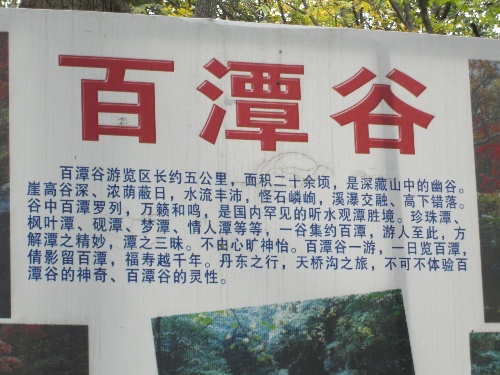 百潭谷
百潭谷游览区长约五公里，面积二十余顷，是深藏山中的幽谷。
崖高谷深、浓荫蔽日，水流丰沛，怪石嶙峋，溪瀑交融、高下错落。
谷中百潭罗列，万籁和鸣，是国内罕见的听水观潭胜境。珍珠潭、
枫叶潭、砚潭、梦潭、情人潭等等，一谷集约百潭，游人至此，方
解潭之精妙，潭之三昧。不由心旷神怡。百潭谷一游，一日览百潭，
倩影留百潭，福寿越千年。丹东之行，天桥沟之旅，不可不体验百
潭谷的神奇、百潭谷的灵性。